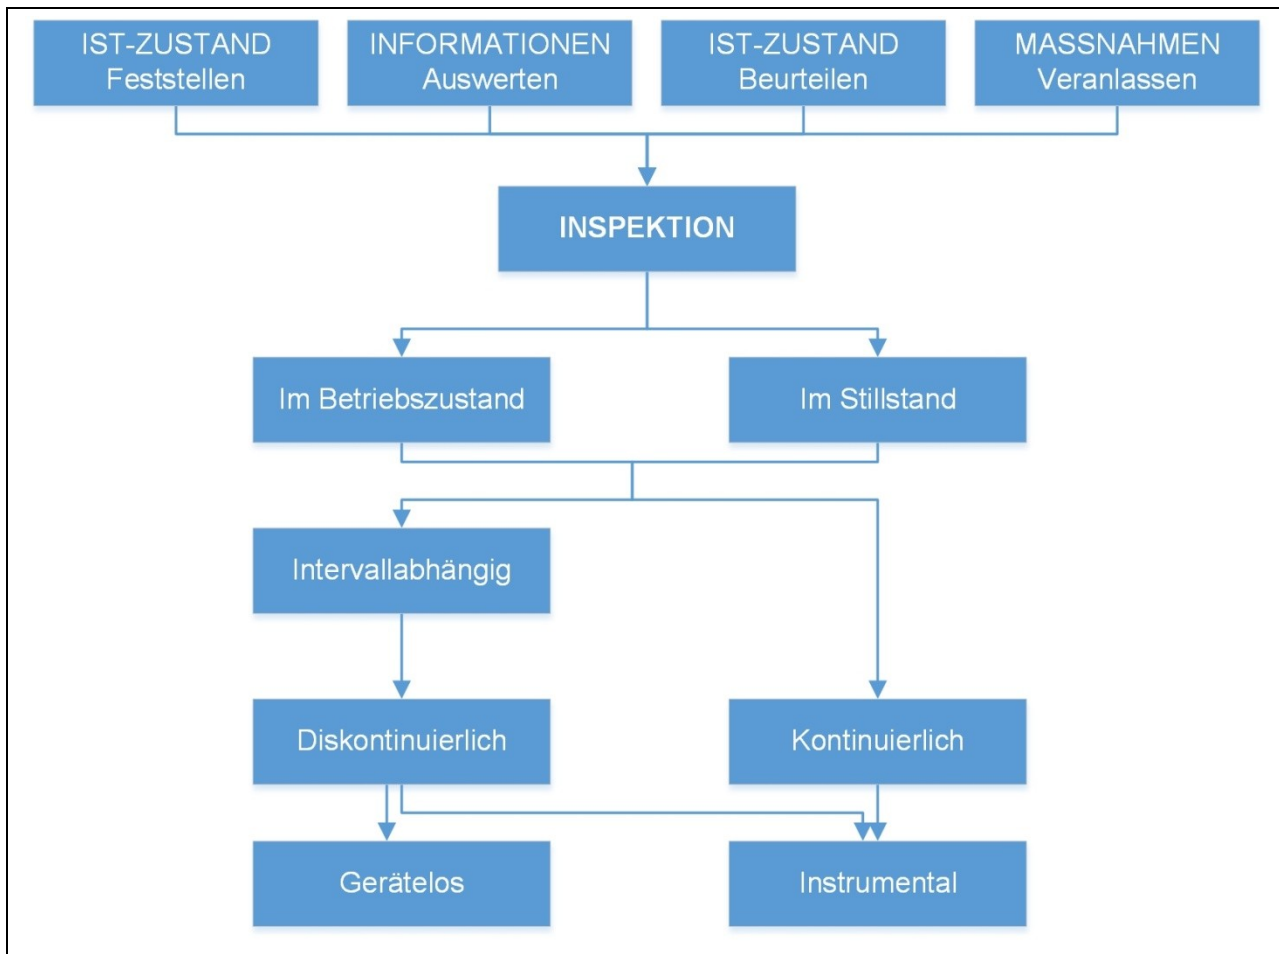 IST-ZUSTAND
Feststellen
INFORMATIONEN
Auswerten
IST-ZUSTAND
Beurteilen
MASSNAHMEN
Veranlassen
INSPEKTION
Im Betriebszustand
Im Stillstand
Intervallabhängig
Diskontinuierlich
Kontinuierlich
Gerätelos
Instrumental